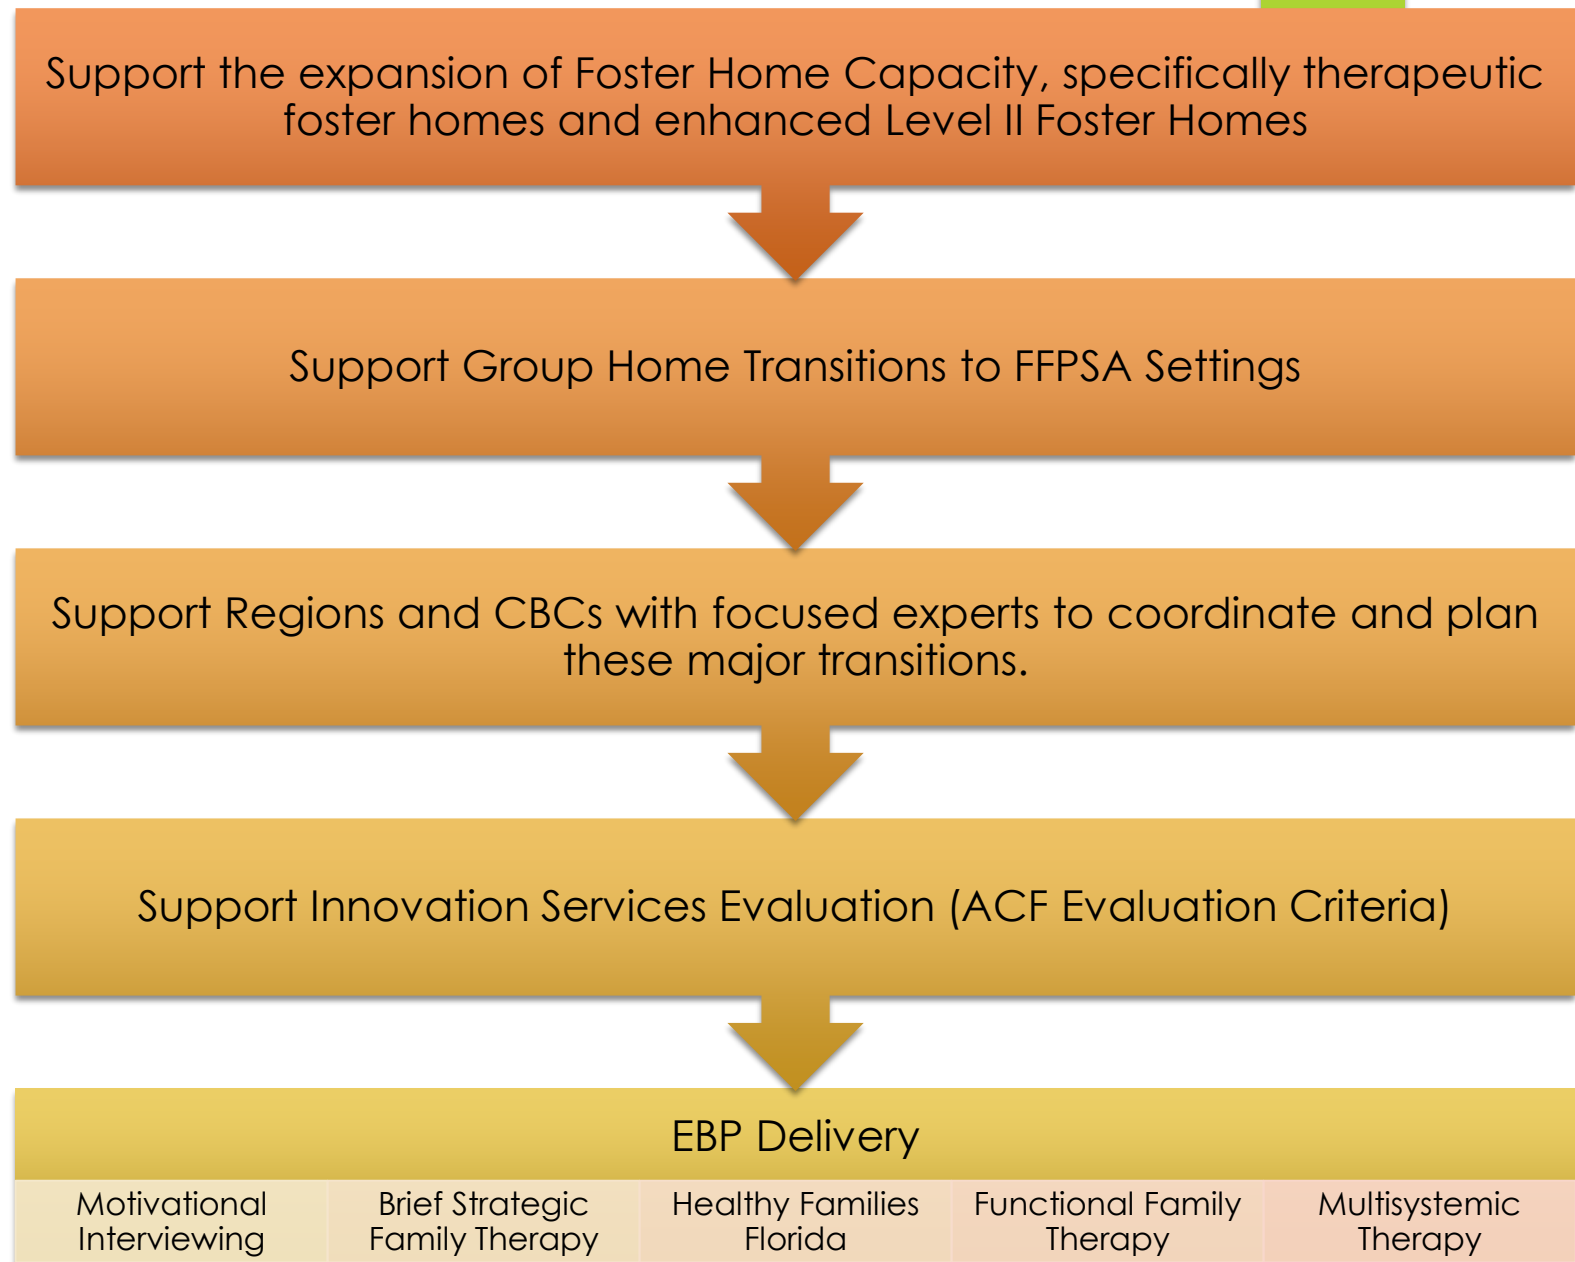 Support the expansion of Foster Home Capacity, specifically therapeutic
foster homes and enhanced Level II Foster Homes
Support Group Home Transitions to FFPSA Settings
Support Regions and CBCs with focused experts to coordinate and plan
these major transitions.
Support Innovation Services Evaluation (ACF Evaluation Criteria)
EBP Delivery
Motivational
Interviewing
Brief Strategic
Family Therapy
Healthy Families
Florida
Functional Family
Therapy
Multisystemic
Therapy